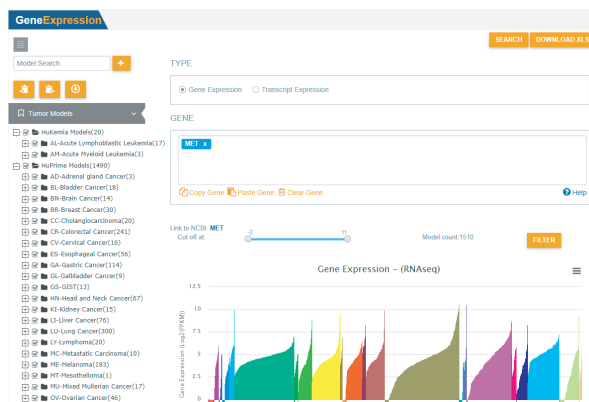 GeneExpression
SEARCH
DOWNLOAD XLS
Model Search
+
TYPE
Gene Expression
Transcript Expression
Tumor Models
GENE
HuKemia Models(20)
AL-Acute Lymphoblastic Leukemia(17)
AM-Acute Myeloid Leukemia(3)
HuPrime Models(1490)
AD-Adrenal gland Cancer(3)
BL-Bladder Cancer(18)
BN-Brain Cancer(14)
BR-Breast Cancer(30)
CC-Cholangiocarcinoma(20)
CR-Colorectal Cancer(241)
CV-Cervical Cancer(16)
ES-Esophageal Cancer(56)
GA-Gastric Cancer(114)
GL-Galbladder Cancer(9)
GS-GIST(13)
HN-Head and Neck Cancer(67)
KI-Kidney Cancer(15)
LI-Liver Cancer(76)
LU-Lung Cancer(300)
LY-Lymphoma(20)
MC-Metastatic Carcinoma(10)
ME-Melanoma(183)
MT-Mesothelioma(1)
MU-Mixed Mullerian Cancer(17)
OV-Ovarian Cancer(46)
MET x
Copy Gene Paste Gene Clear Gene
Help
Link to NCBI: MET
Cut off at:
-2
11
Model count:1510
FILTER
Gene Expression - (RNAseq)
Gene Expression (Log2(FPKM))
12.5
10
7.5
5
2.5
0